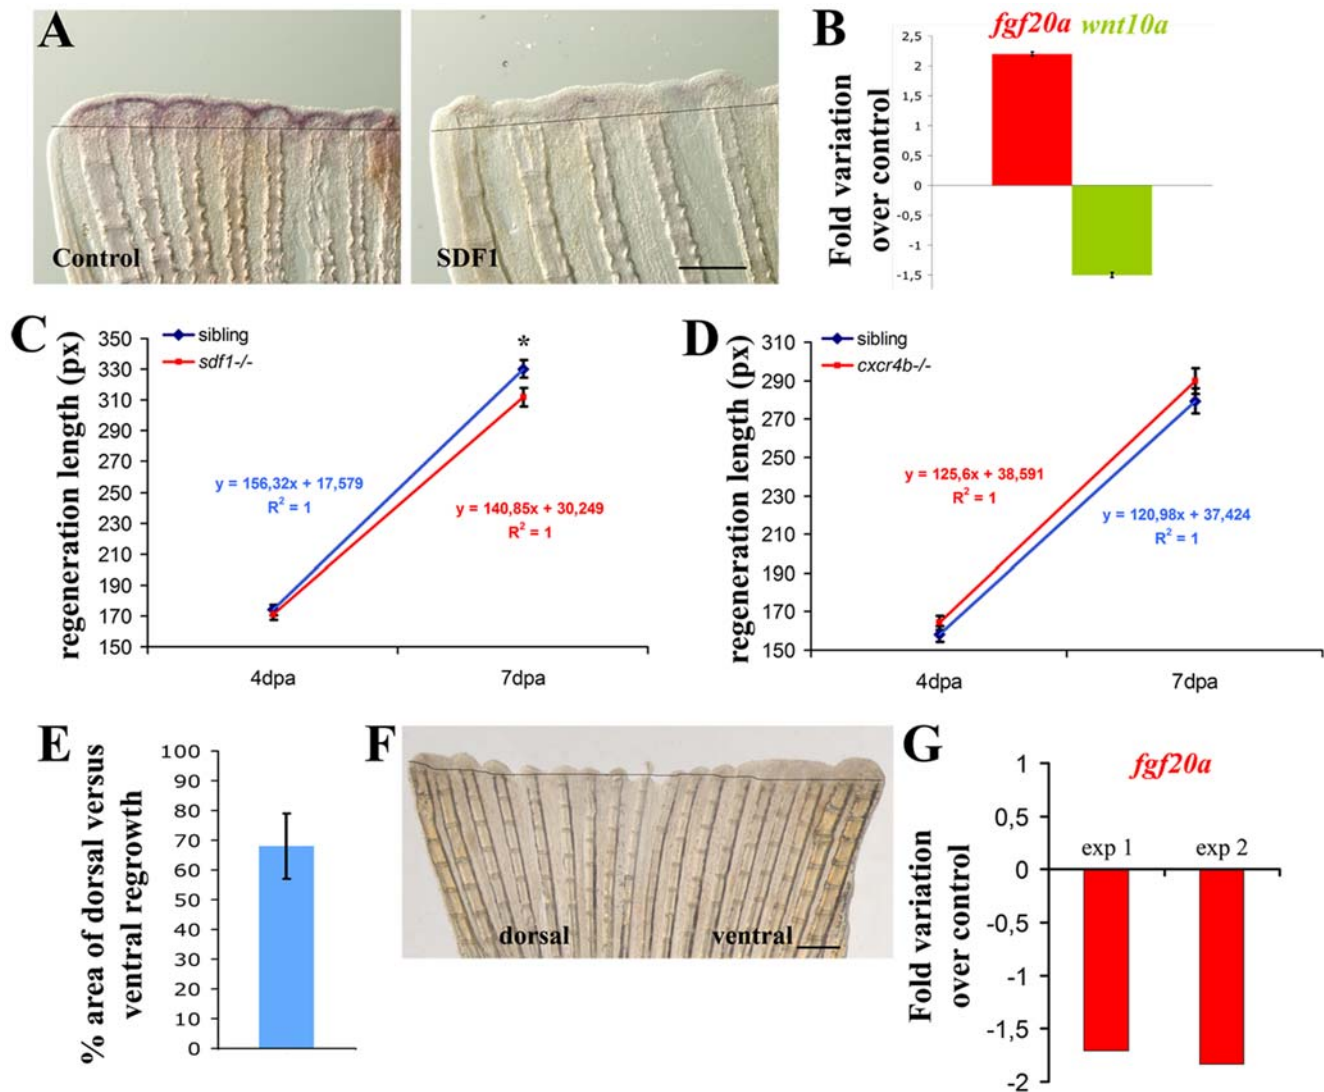 A
Control
SDF1
B
fgf20a wnt10a
Fold variation
over control
2,5
2
1,5
1
0,5
0
-0,5
-1
-1,5
C
regeneration length (px)
350
330
310
290
270
250
230
210
190
170
150
sibling
sdf1-/-
*
y = 156,32x + 17,579
R² = 1
y = 140,85x + 30,249
R² = 1
4dpa
7dpa
D
regeneration length (px)
310
290
270
250
230
210
190
170
150
sibling
cxcr4b-/-
y = 125,6x + 38,591
R² = 1
y = 120,98x + 37,424
R² = 1
4dpa
7dpa
E
% area of dorsal versus
ventral regrowth
100
90
80
70
60
50
40
30
20
10
0
F
dorsal
ventral
G
fgf20a
Fold variation
over control
1
0,5
0
-0,5
-1
-1,5
-2
exp 1
exp 2